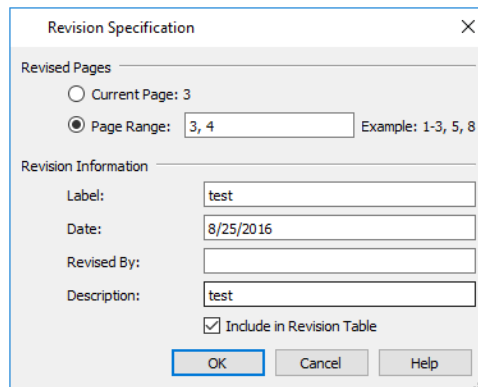 Revision Specification
Revised Pages
Current Page: 3
Page Range: 3, 4 Example: 1-3, 5, 8
Revision Information
Label: test
Date: 8/25/2016
Revised By:
Description: test
Include in Revision Table
OK Cancel Help